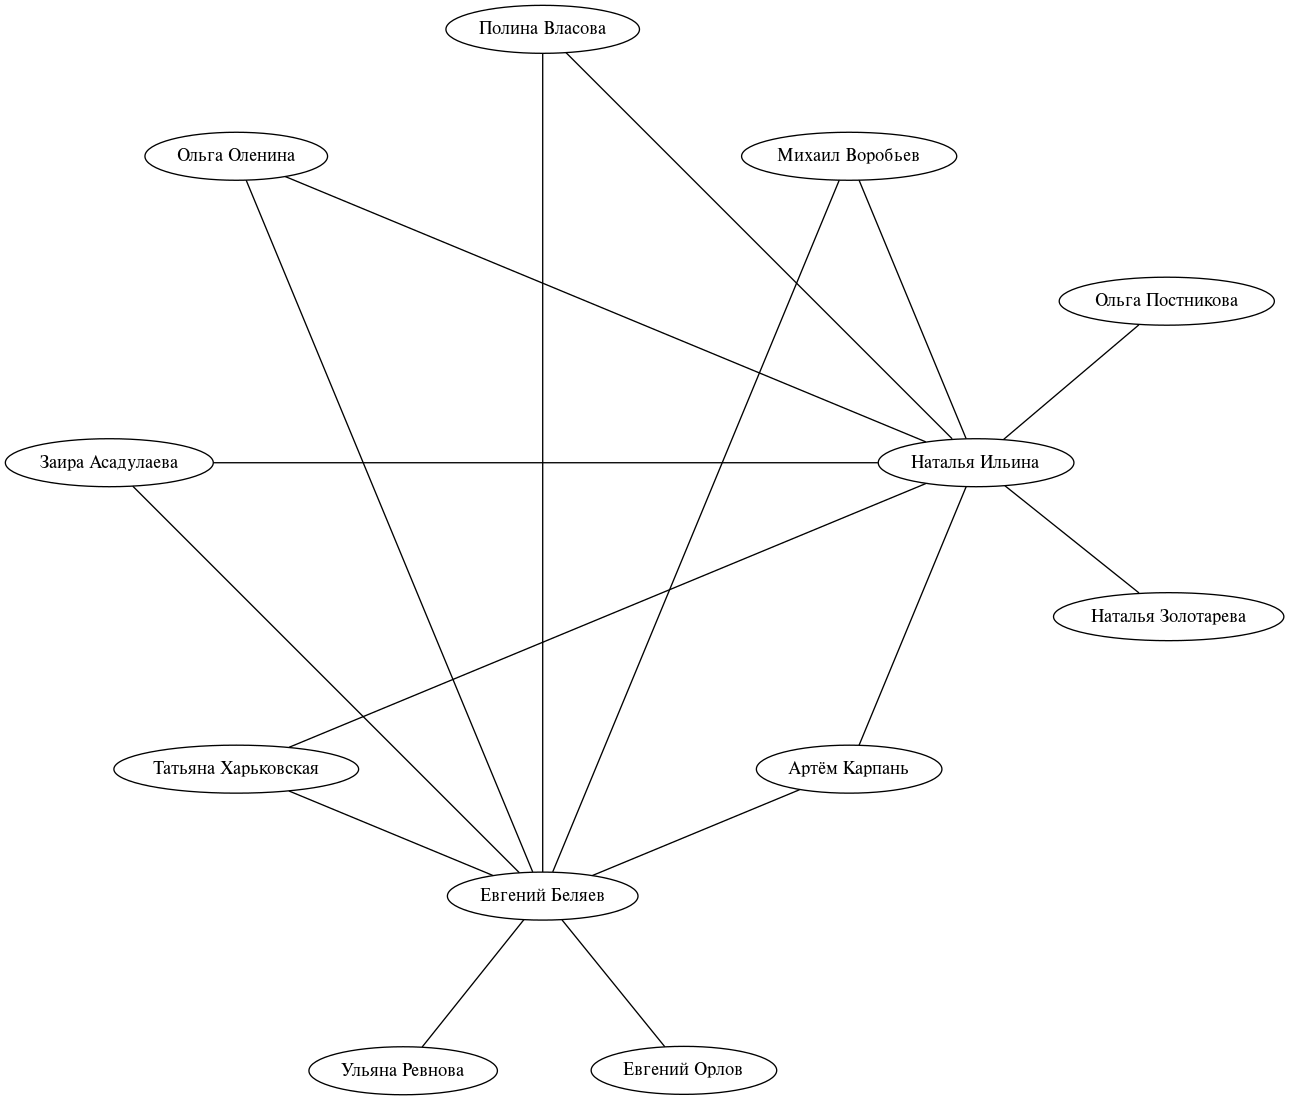 Полина Власова
Ольга Оленина
Михаил Воробьев
Ольга Постникова
Заира Асадулаева
Наталья Ильина
Наталья Золотарева
Татьяна Харьковская
Артём Карпань
Евгений Беляев
Ульяна Ревнова
Евгений Орлов